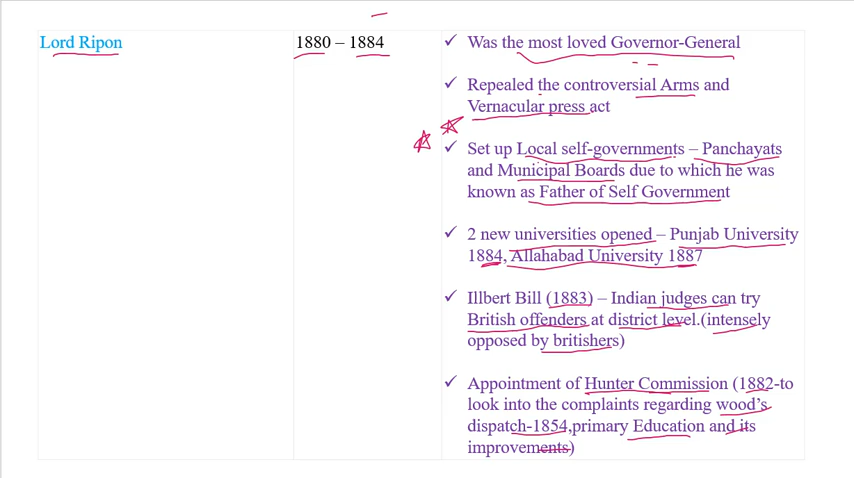 Lord Ripon
1880 – 1884
✓ Was the most loved Governor-General
✓ Repealed the controversial Arms and
Vernacular press act
✓ Set up Local self-governments – Panchayats
and Municipal Boards due to which he was
known as Father of Self Government
✓ 2 new universities opened – Punjab University
1884, Allahabad University 1887
✓ Illbert Bill (1883) – Indian judges can try
British offenders at district level.(intensely
opposed by britishers)
✓ Appointment of Hunter Commission (1882-to
look into the complaints regarding wood’s
dispatch-1854,primary Education and its
improvements)